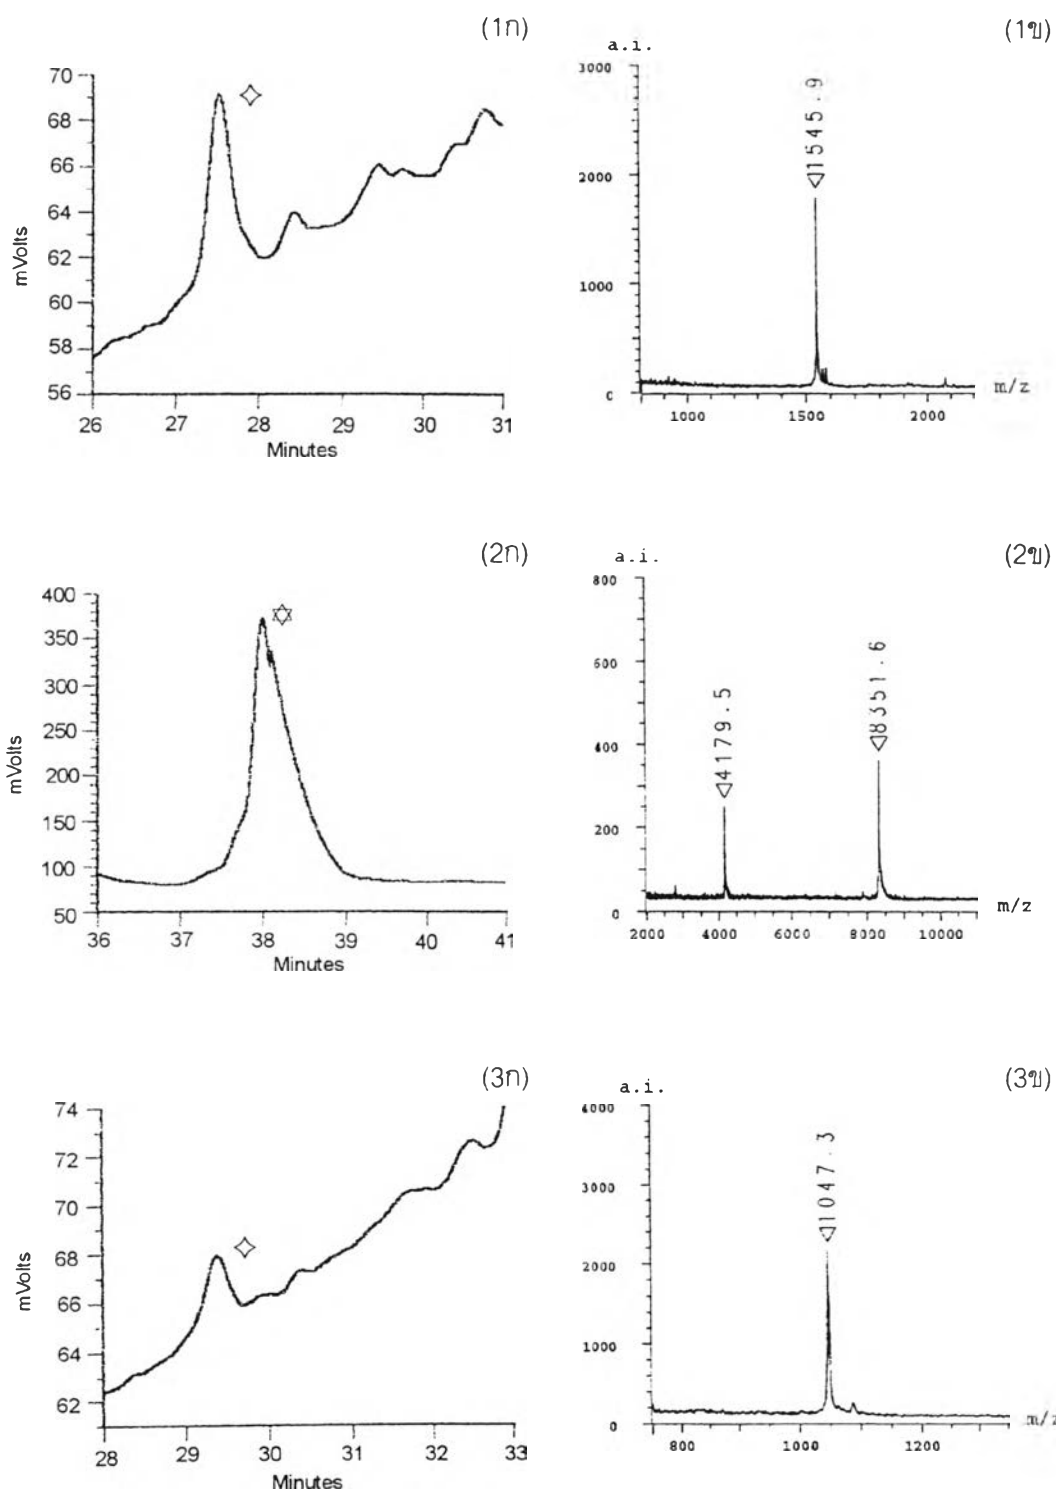 (1ก)
70
68
66
64
62
60
58
56
mVolts
26 27 28 29 30 31
Minutes
(1ข)
a.i.
3000
2000
1000
0
1545.9
m/z
1000 1500 2000
(2ก)
400
350
300
250
200
150
100
50
mVolts
36 37 38 39 40 41
Minutes
(2ข)
a.i.
800
600
400
200
0
4179.5
8351.6
m/z
2000 4000 6000 8000 10000
(3ก)
74
72
70
68
66
64
62
mVolts
28 29 30 31 32 33
Minutes
(3ข)
a.i.
4000
3000
2000
1000
0
1047.3
m/z
800 1000 1200